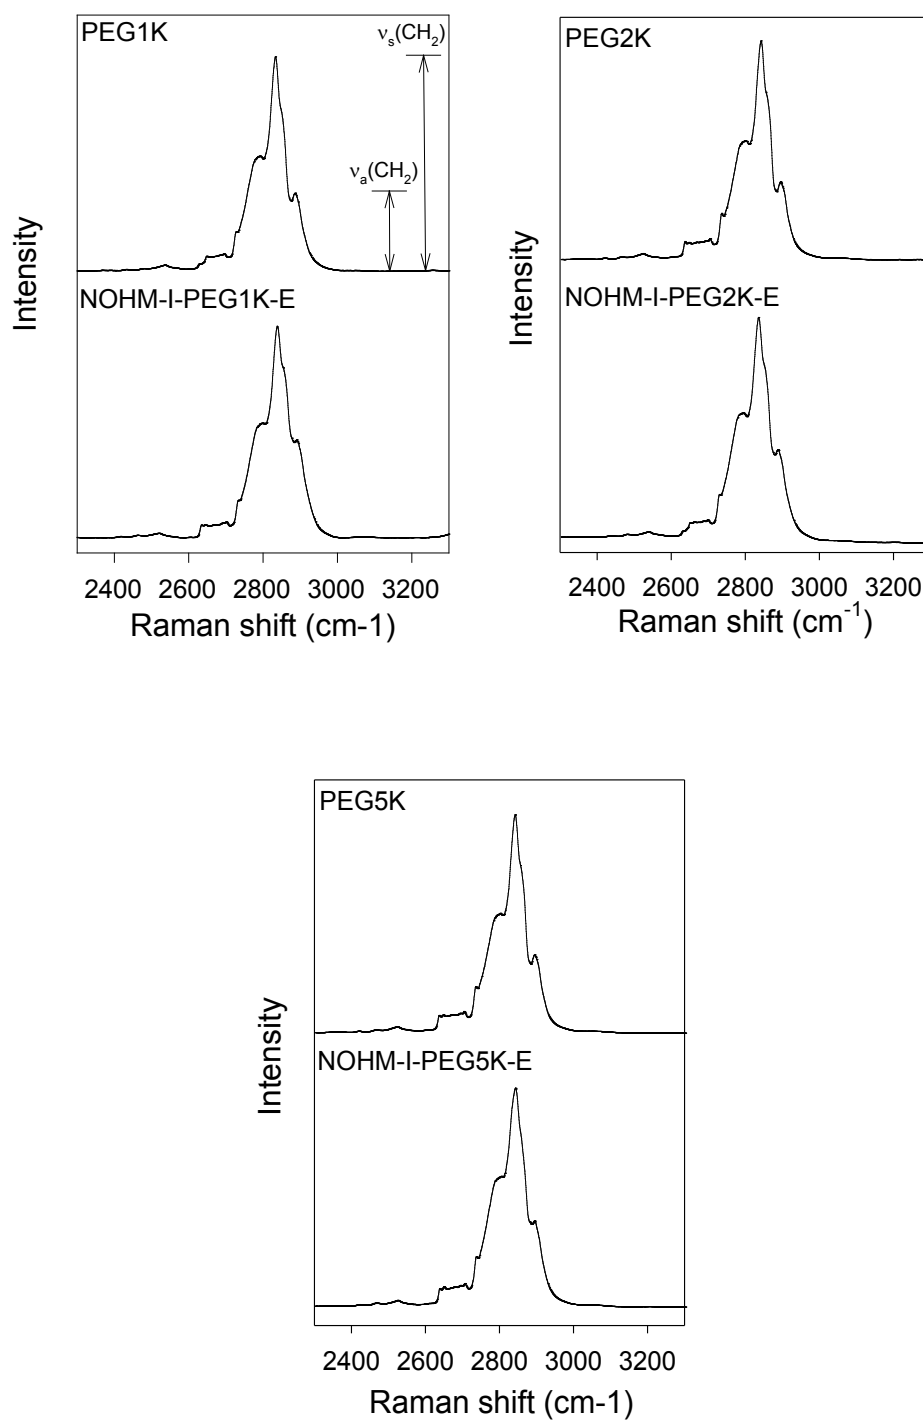 PEG1K
νs(CH2)
νa(CH2)
Intensity
NOHM-I-PEG1K-E
2400 2600 2800 3000 3200
Raman shift (cm-1)
PEG2K
Intensity
NOHM-I-PEG2K-E
2400 2600 2800 3000 3200
Raman shift (cm-1)
PEG5K
Intensity
NOHM-I-PEG5K-E
2400 2600 2800 3000 3200
Raman shift (cm-1)